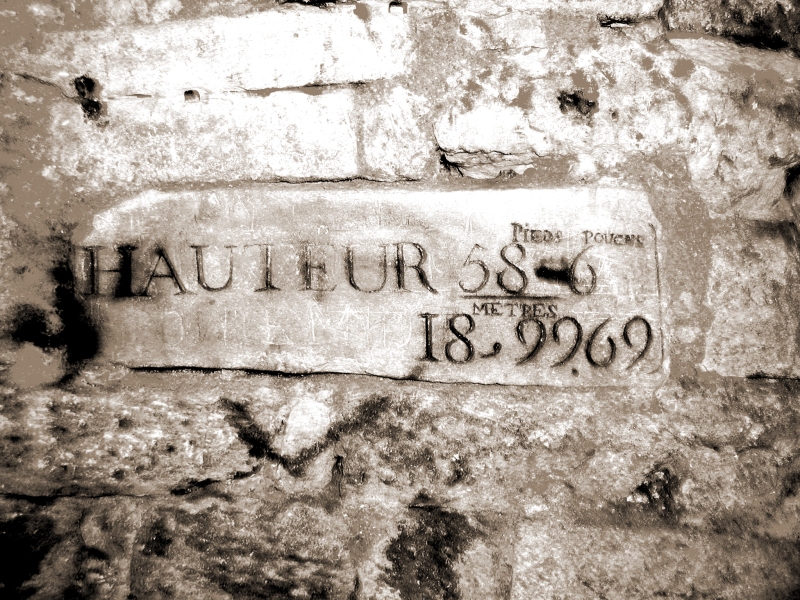 PIEDS POUCES
HAUTEUR 58-6
METRES
18,9969